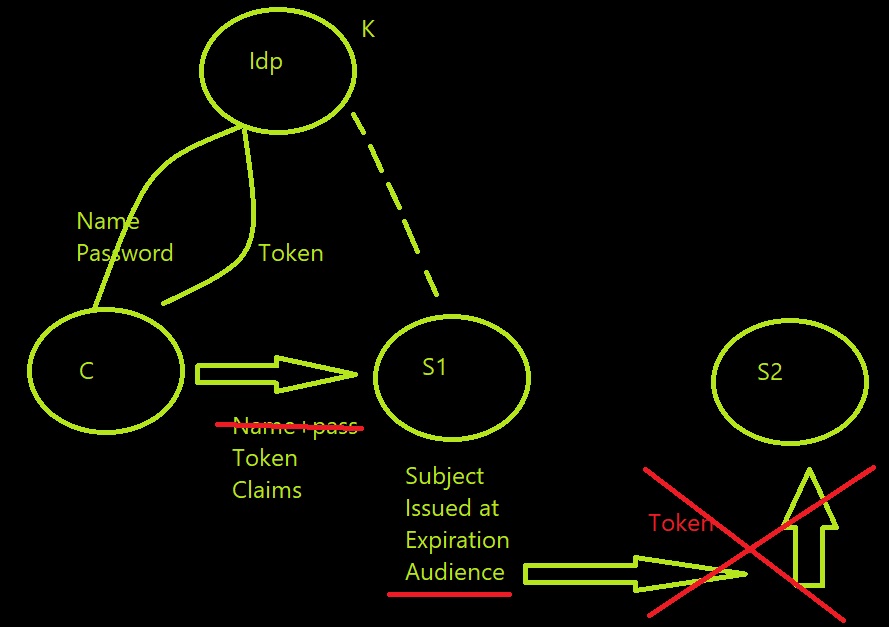 K
Idp
Name
Password
Token
C
S1
S2
Name+pass
Token
Claims
Subject
Issued at
Expiration
Audience
Token